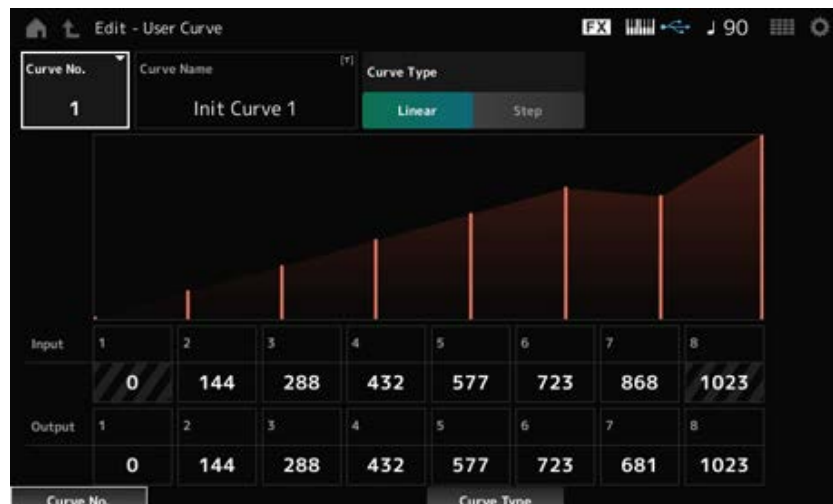 Edit - User Curve FX 90
Curve No. Curve Name [T] Curve Type
1 Init Curve 1 Linear Step
Input 1 2 3 4 5 6 7 8
0 144 288 432 577 723 868 1023
Output 1 2 3 4 5 6 7 8
0 144 288 432 577 723 681 1023
Curve No. Curve Type